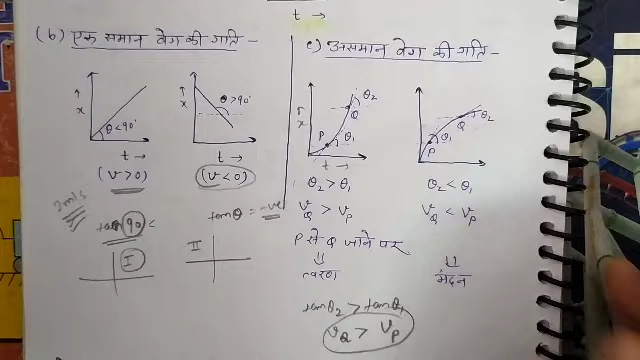 t →
(b) एक समान वेग की गति –
c) असमान वेग की गति –
↑
x
θ<90°
t →
(v>0)
↑
x
θ>90°
t →
(v<0)
↑
x
P
Q
θ1
θ2
t →
θ2 > θ1
vQ > vP
P से Q जाने पर
⇓
त्वरण
P
Q
θ1
θ2
t →
θ2 < θ1
vQ < vP
⇓
मंदन
2m/s
tan 90 <
I
tanθ = -ve
II
tanθ2 > tanθ1
vQ > vP